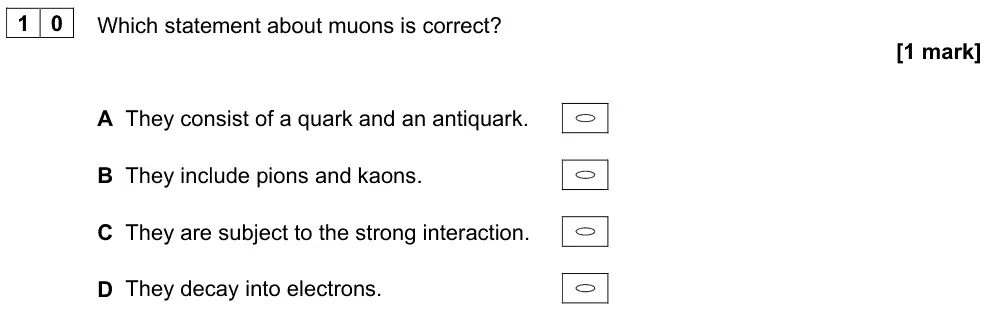 1 0 Which statement about muons is correct?
[1 mark]
A They consist of a quark and an antiquark.
B They include pions and kaons.
C They are subject to the strong interaction.
D They decay into electrons.